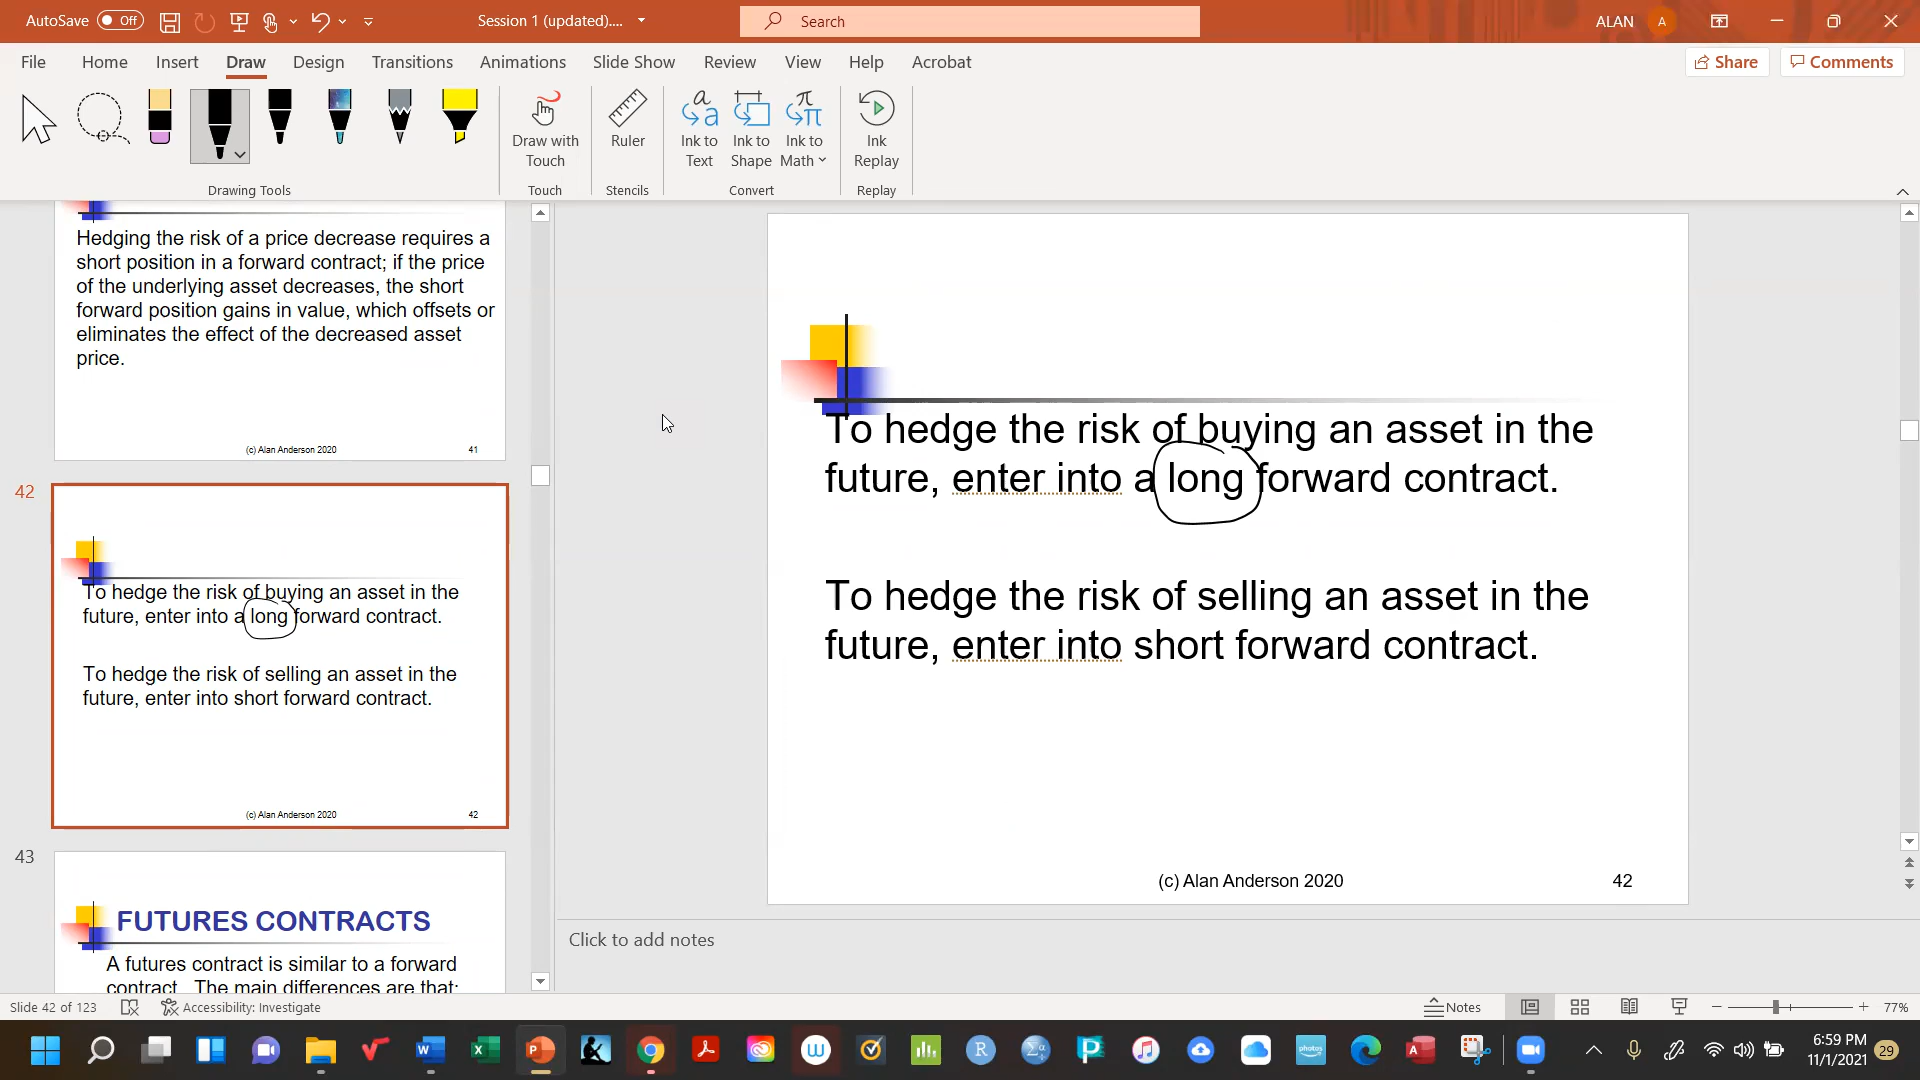 AutoSave Off
Session 1 (updated)....
Search
ALAN
A
File Home Insert Draw Design Transitions Animations Slide Show Review View Help Acrobat
Share
Comments
Draw with
Touch
Ruler
Ink to
Text
Ink to
Shape
Ink to
Math
Ink
Replay
Drawing Tools
Touch
Stencils
Convert
Replay
Hedging the risk of a price decrease requires a
short position in a forward contract; if the price
of the underlying asset decreases, the short
forward position gains in value, which offsets or
eliminates the effect of the decreased asset
price.
(c) Alan Anderson 2020
41
42
To hedge the risk of buying an asset in the
future, enter into a long forward contract.
To hedge the risk of selling an asset in the
future, enter into short forward contract.
(c) Alan Anderson 2020
42
43
FUTURES CONTRACTS
A futures contract is similar to a forward
contract. The main differences are that:
To hedge the risk of buying an asset in the
future, enter into a long forward contract.
To hedge the risk of selling an asset in the
future, enter into short forward contract.
(c) Alan Anderson 2020
42
Click to add notes
Slide 42 of 123
Accessibility: Investigate
Notes
77%
6:59 PM
11/1/2021
29